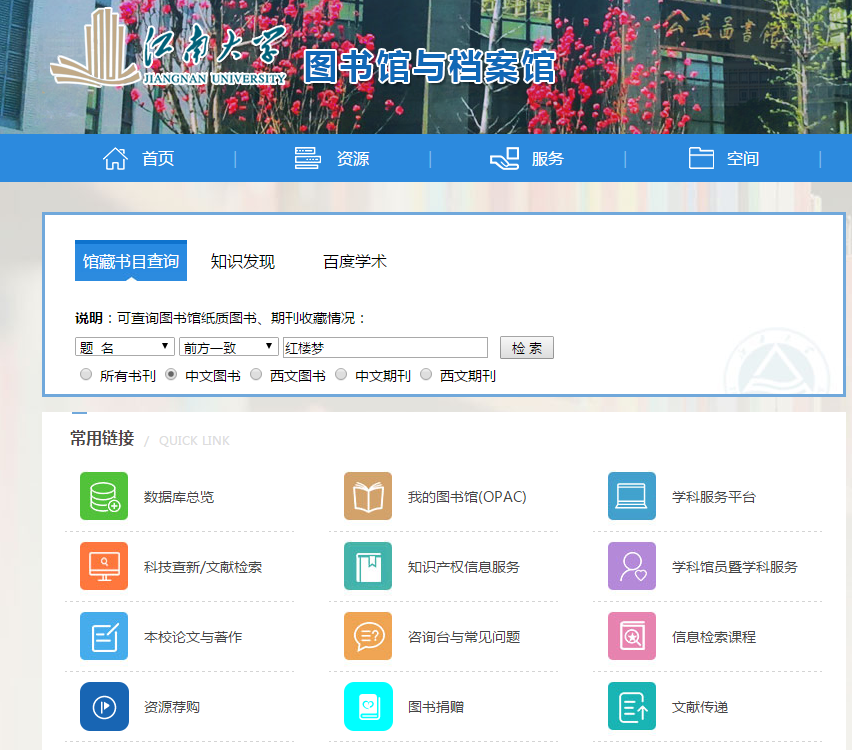 江南大学
JIANGNAN UNIVERSITY
图书馆与档案馆
公益图书馆
首页
资源
服务
空间
馆藏书目查询 知识发现 百度学术
说明：可查询图书馆纸质图书、期刊收藏情况：
题 名 前方一致 红楼梦 检 索
所有书刊 中文图书 西文图书 中文期刊 西文期刊
常用链接 / QUICK LINK
数据库总览 我的图书馆(OPAC) 学科服务平台
科技查新/文献检索 知识产权信息服务 学科馆员暨学科服务
本校论文与著作 咨询台与常见问题 信息检索课程
资源荐购 图书捐赠 文献传递